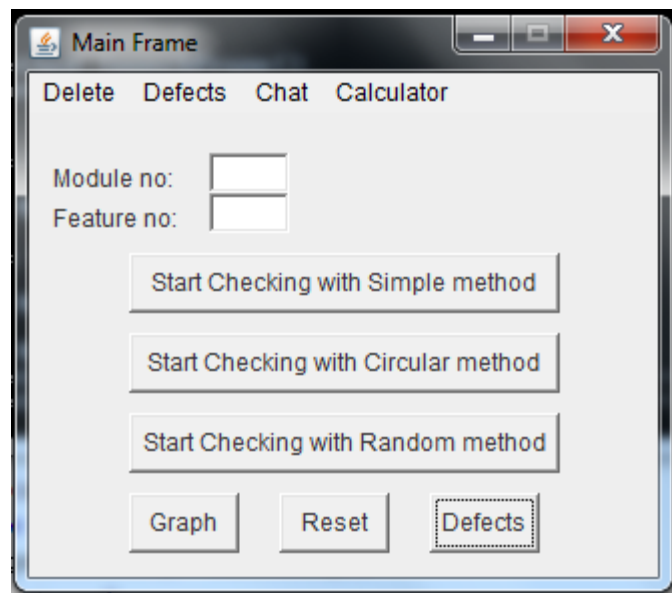 Main Frame
Delete Defects Chat Calculator
Module no:
Feature no:
Start Checking with Simple method
Start Checking with Circular method
Start Checking with Random method
Graph Reset Defects